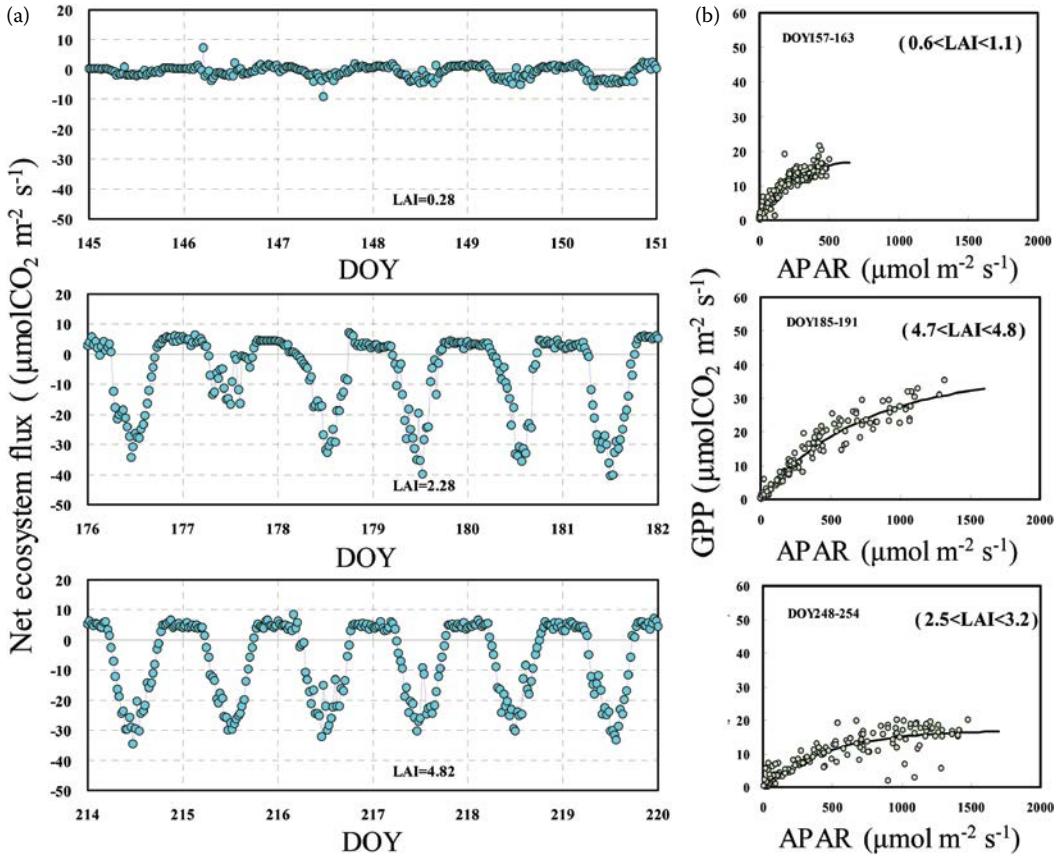 (a)
Net ecosystem flux ((μmolCO₂ m⁻² s⁻¹)
20
10
0
-10
-20
-30
-40
-50
LAI=0.28
145 146 147 148 149 150 151
DOY
20
10
0
-10
-20
-30
-40
-50
LAI=2.28
176 177 178 179 180 181 182
DOY
20
10
0
-10
-20
-30
-40
-50
LAI=4.82
214 215 216 217 218 219 220
DOY
(b)
GPP (μmolCO₂ m⁻² s⁻¹)
60
50
40
30
20
10
0
DOY157-163 (0.6<LAI<1.1)
0 500 1000 1500 2000
APAR (μmol m⁻² s⁻¹)
60
50
40
30
20
10
0
DOY185-191 (4.7<LAI<4.8)
0 500 1000 1500 2000
APAR (μmol m⁻² s⁻¹)
60
50
40
30
20
10
0
DOY248-254 (2.5<LAI<3.2)
0 500 1000 1500 2000
APAR (μmol m⁻² s⁻¹)